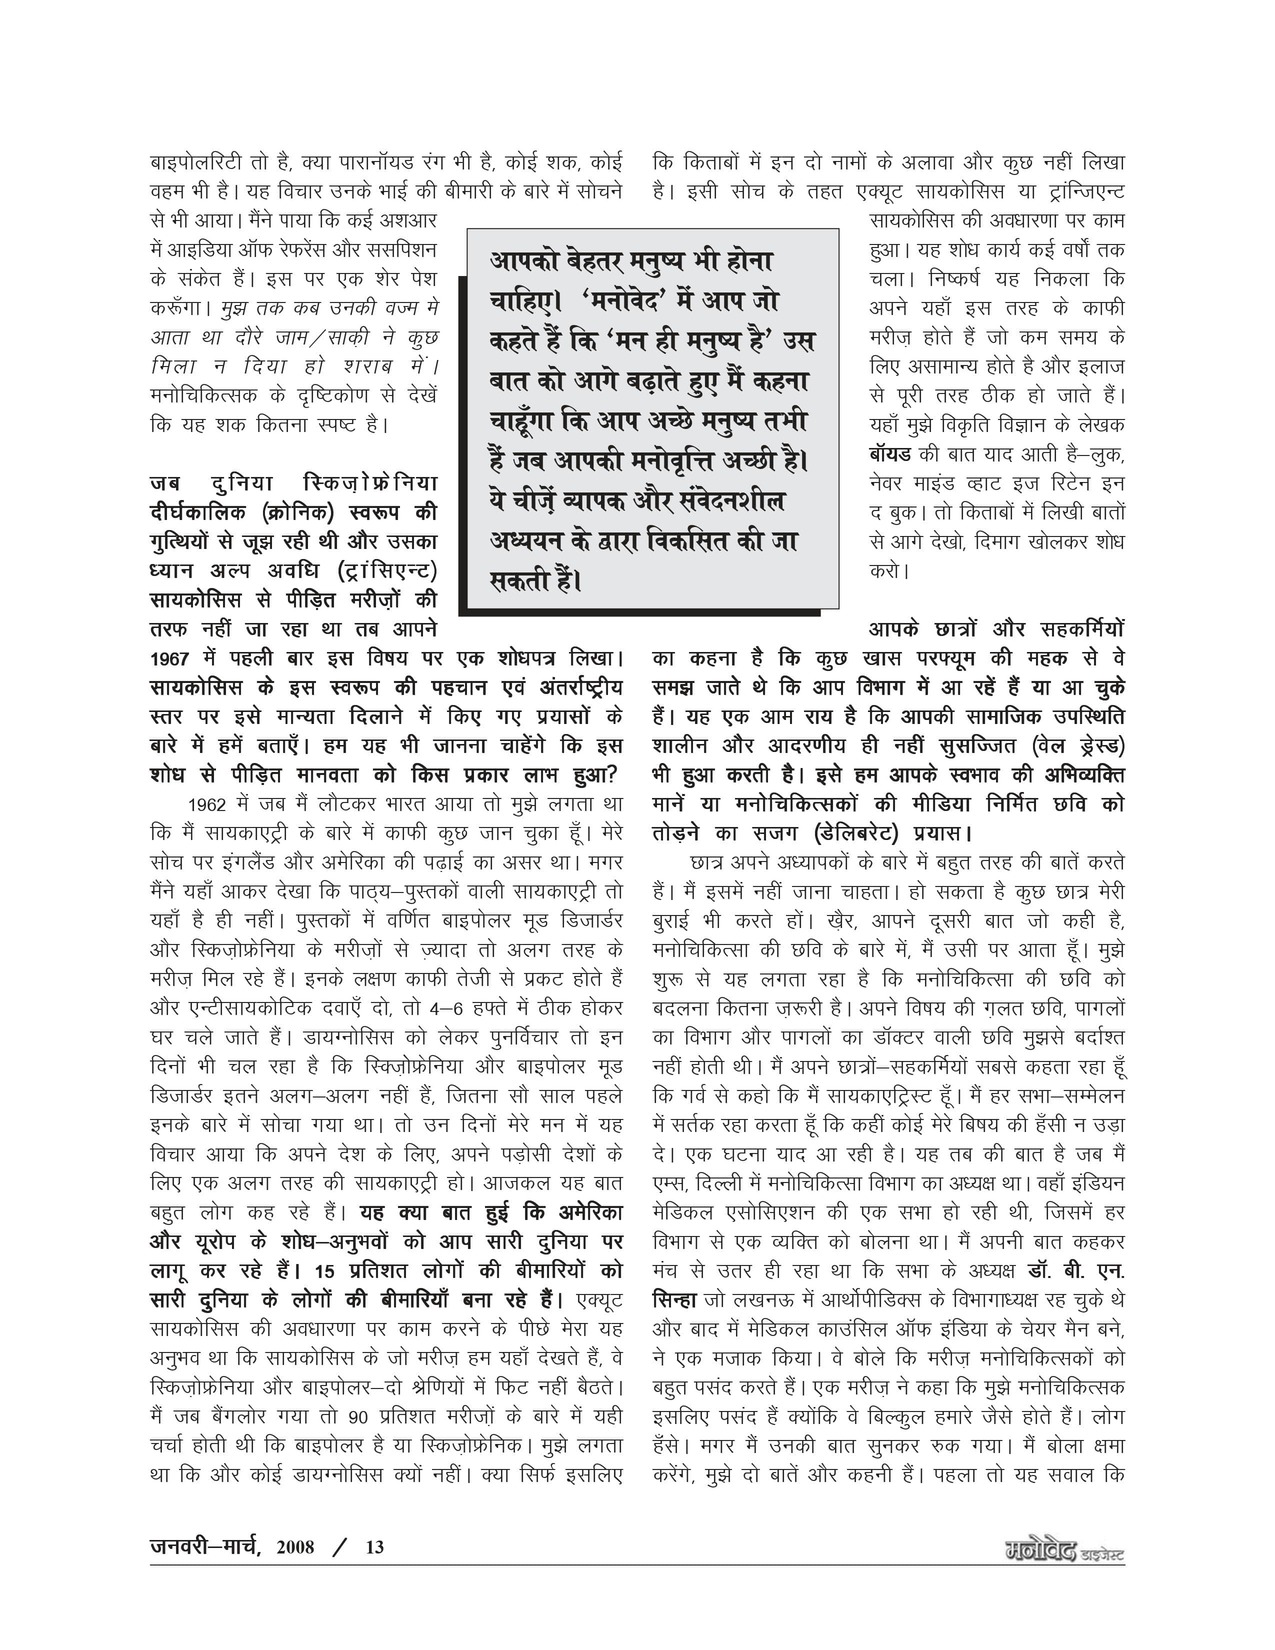 बाइपोलरिटी तो है, क्या पारानॉयड रंग भी है, कोई शक, कोई
वहम भी है। यह विचार उनके भाई की बीमारी के बारे में सोचने
से भी आया। मैंने पाया कि कई अशआर
में आइडिया ऑफ रेफरेंस और ससपिशन
के संकेत हैं। इस पर एक शेर पेश
करूँगा। मुझ तक कब उनकी वज्म मे
आता था दौरे जाम/साक़ी ने कुछ
मिला न दिया हो शराब में।
मनोचिकित्सक के दृष्टिकोण से देखें
कि यह शक कितना स्पष्ट है।
जब दुनिया स्किज़ोफ्रेनिया
दीर्घकालिक (क्रोनिक) स्वरूप की
गुत्थियों से जूझ रही थी और उसका
ध्यान अल्प अवधि (ट्रांसिएन्ट)
सायकोसिस से पीड़ित मरीज़ों की
तरफ नहीं जा रहा था तब आपने
1967 में पहली बार इस विषय पर एक शोधपत्र लिखा।
सायकोसिस के इस स्वरूप की पहचान एवं अंतर्राष्ट्रीय
स्तर पर इसे मान्यता दिलाने में किए गए प्रयासों के
बारे में हमें बताएँ। हम यह भी जानना चाहेंगे कि इस
शोध से पीड़ित मानवता को किस प्रकार लाभ हुआ?
1962 में जब मैं लौटकर भारत आया तो मुझे लगता था
कि मैं सायकाएट्री के बारे में काफी कुछ जान चुका हूँ। मेरे
सोच पर इंगलैंड और अमेरिका की पढ़ाई का असर था। मगर
मैंने यहाँ आकर देखा कि पाठ्य–पुस्तकों वाली सायकाएट्री तो
यहाँ है ही नहीं। पुस्तकों में वर्णित बाइपोलर मूड डिजार्डर
और स्किज़ोफ्रेनिया के मरीज़ों से ज़्यादा तो अलग तरह के
मरीज़ मिल रहे हैं। इनके लक्षण काफी तेजी से प्रकट होते हैं
और एन्टीसायकोटिक दवाएँ दो, तो 4–6 हफ्ते में ठीक होकर
घर चले जाते हैं। डायग्नोसिस को लेकर पुनर्विचार तो इन
दिनों भी चल रहा है कि स्क्ज़िोफ्रेनिया और बाइपोलर मूड
डिजार्डर इतने अलग–अलग नहीं हैं, जितना सौ साल पहले
इनके बारे में सोचा गया था। तो उन दिनों मेरे मन में यह
विचार आया कि अपने देश के लिए, अपने पड़ोसी देशों के
लिए एक अलग तरह की सायकाएट्री हो। आजकल यह बात
बहुत लोग कह रहे हैं। यह क्या बात हुई कि अमेरिका
और यूरोप के शोध–अनुभवों को आप सारी दुनिया पर
लागू कर रहे हैं। 15 प्रतिशत लोगों की बीमारियों को
सारी दुनिया के लोगों की बीमारियाँ बना रहे हैं। एक्यूट
सायकोसिस की अवधारणा पर काम करने के पीछे मेरा यह
अनुभव था कि सायकोसिस के जो मरीज़ हम यहाँ देखते हैं, वे
स्किज़ोफ्रेनिया और बाइपोलर–दो श्रेणियों में फिट नहीं बैठते।
मैं जब बैंगलोर गया तो 90 प्रतिशत मरीज़ों के बारे में यही
चर्चा होती थी कि बाइपोलर है या स्किज़ोफ्रेनिक। मुझे लगता
था कि और कोई डायग्नोसिस क्यों नहीं। क्या सिर्फ इसलिए
आपको बेहतर मनुष्य भी होना
चाहिए। ‘मनोवेद’ में आप जो
कहते हैं कि ‘मन ही मनुष्य है’ उस
बात को आगे बढ़ाते हुए मैं कहना
चाहूँगा कि आप अच्छे मनुष्य तभी
हैं जब आपकी मनोवृत्ति अच्छी है।
ये चीज़ें व्यापक और संवेदनशील
अध्ययन के द्वारा विकसित की जा
सकती हैं।
कि किताबों में इन दो नामों के अलावा और कुछ नहीं लिखा
है। इसी सोच के तहत एक्यूट सायकोसिस या ट्रांन्जिएन्ट
सायकोसिस की अवधारणा पर काम
हुआ। यह शोध कार्य कई वर्षों तक
चला। निष्कर्ष यह निकला कि
अपने यहाँ इस तरह के काफी
मरीज़ होते हैं जो कम समय के
लिए असामान्य होते है और इलाज
से पूरी तरह ठीक हो जाते हैं।
यहाँ मुझे विकृति विज्ञान के लेखक
बॉयड की बात याद आती है–लुक,
नेवर माइंड व्हाट इज रिटेन इन
द बुक। तो किताबों में लिखी बातों
से आगे देखो, दिमाग खोलकर शोध
करो।
आपके छात्रों और सहकर्मियों
का कहना है कि कुछ खास परफ्यूम की महक से वे
समझ जाते थे कि आप विभाग में आ रहें हैं या आ चुके
हैं। यह एक आम राय है कि आपकी सामाजिक उपस्थिति
शालीन और आदरणीय ही नहीं सुसज्जित (वेल ड्रेस्ड)
भी हुआ करती है। इसे हम आपके स्वभाव की अभिव्यक्ति
मानें या मनोचिकित्सकों की मीडिया निर्मित छवि को
तोड़ने का सजग (डेलिबरेट) प्रयास।
छात्र अपने अध्यापकों के बारे में बहुत तरह की बातें करते
हैं। मैं इसमें नहीं जाना चाहता। हो सकता है कुछ छात्र मेरी
बुराई भी करते हों। ख़ैर, आपने दूसरी बात जो कही है,
मनोचिकित्सा की छवि के बारे में, मैं उसी पर आता हूँ। मुझे
शुरू से यह लगता रहा है कि मनोचिकित्सा की छवि को
बदलना कितना ज़रूरी है। अपने विषय की ग़लत छवि, पागलों
का विभाग और पागलों का डॉक्टर वाली छवि मुझसे बर्दाश्त
नहीं होती थी। मैं अपने छात्रों–सहकर्मियों सबसे कहता रहा हूँ
कि गर्व से कहो कि मैं सायकाएट्रिस्ट हूँ। मैं हर सभा–सम्मेलन
में सर्तक रहा करता हूँ कि कहीं कोई मेरे बिषय की हँसी न उड़ा
दे। एक घटना याद आ रही है। यह तब की बात है जब मैं
एम्स, दिल्ली में मनोचिकित्सा विभाग का अध्यक्ष था। वहाँ इंडियन
मेडिकल एसोसिएशन की एक सभा हो रही थी, जिसमें हर
विभाग से एक व्यक्ति को बोलना था। मैं अपनी बात कहकर
मंच से उतर ही रहा था कि सभा के अध्यक्ष डॉ. बी. एन.
सिन्हा जो लखनऊ में आर्थोपीडिक्स के विभागाध्यक्ष रह चुके थे
और बाद में मेडिकल काउंसिल ऑफ इंडिया के चेयर मैन बने,
ने एक मजाक किया। वे बोले कि मरीज़ मनोचिकित्सकों को
बहुत पसंद करते हैं। एक मरीज़ ने कहा कि मुझे मनोचिकित्सक
इसलिए पसंद हैं क्योंकि वे बिल्कुल हमारे जैसे होते हैं। लोग
हँसे। मगर मैं उनकी बात सुनकर रुक गया। मैं बोला क्षमा
करेंगे, मुझे दो बातें और कहनी हैं। पहला तो यह सवाल कि
जनवरी–मार्च, 2008 / 13
मनोवेद डाइजेस्ट